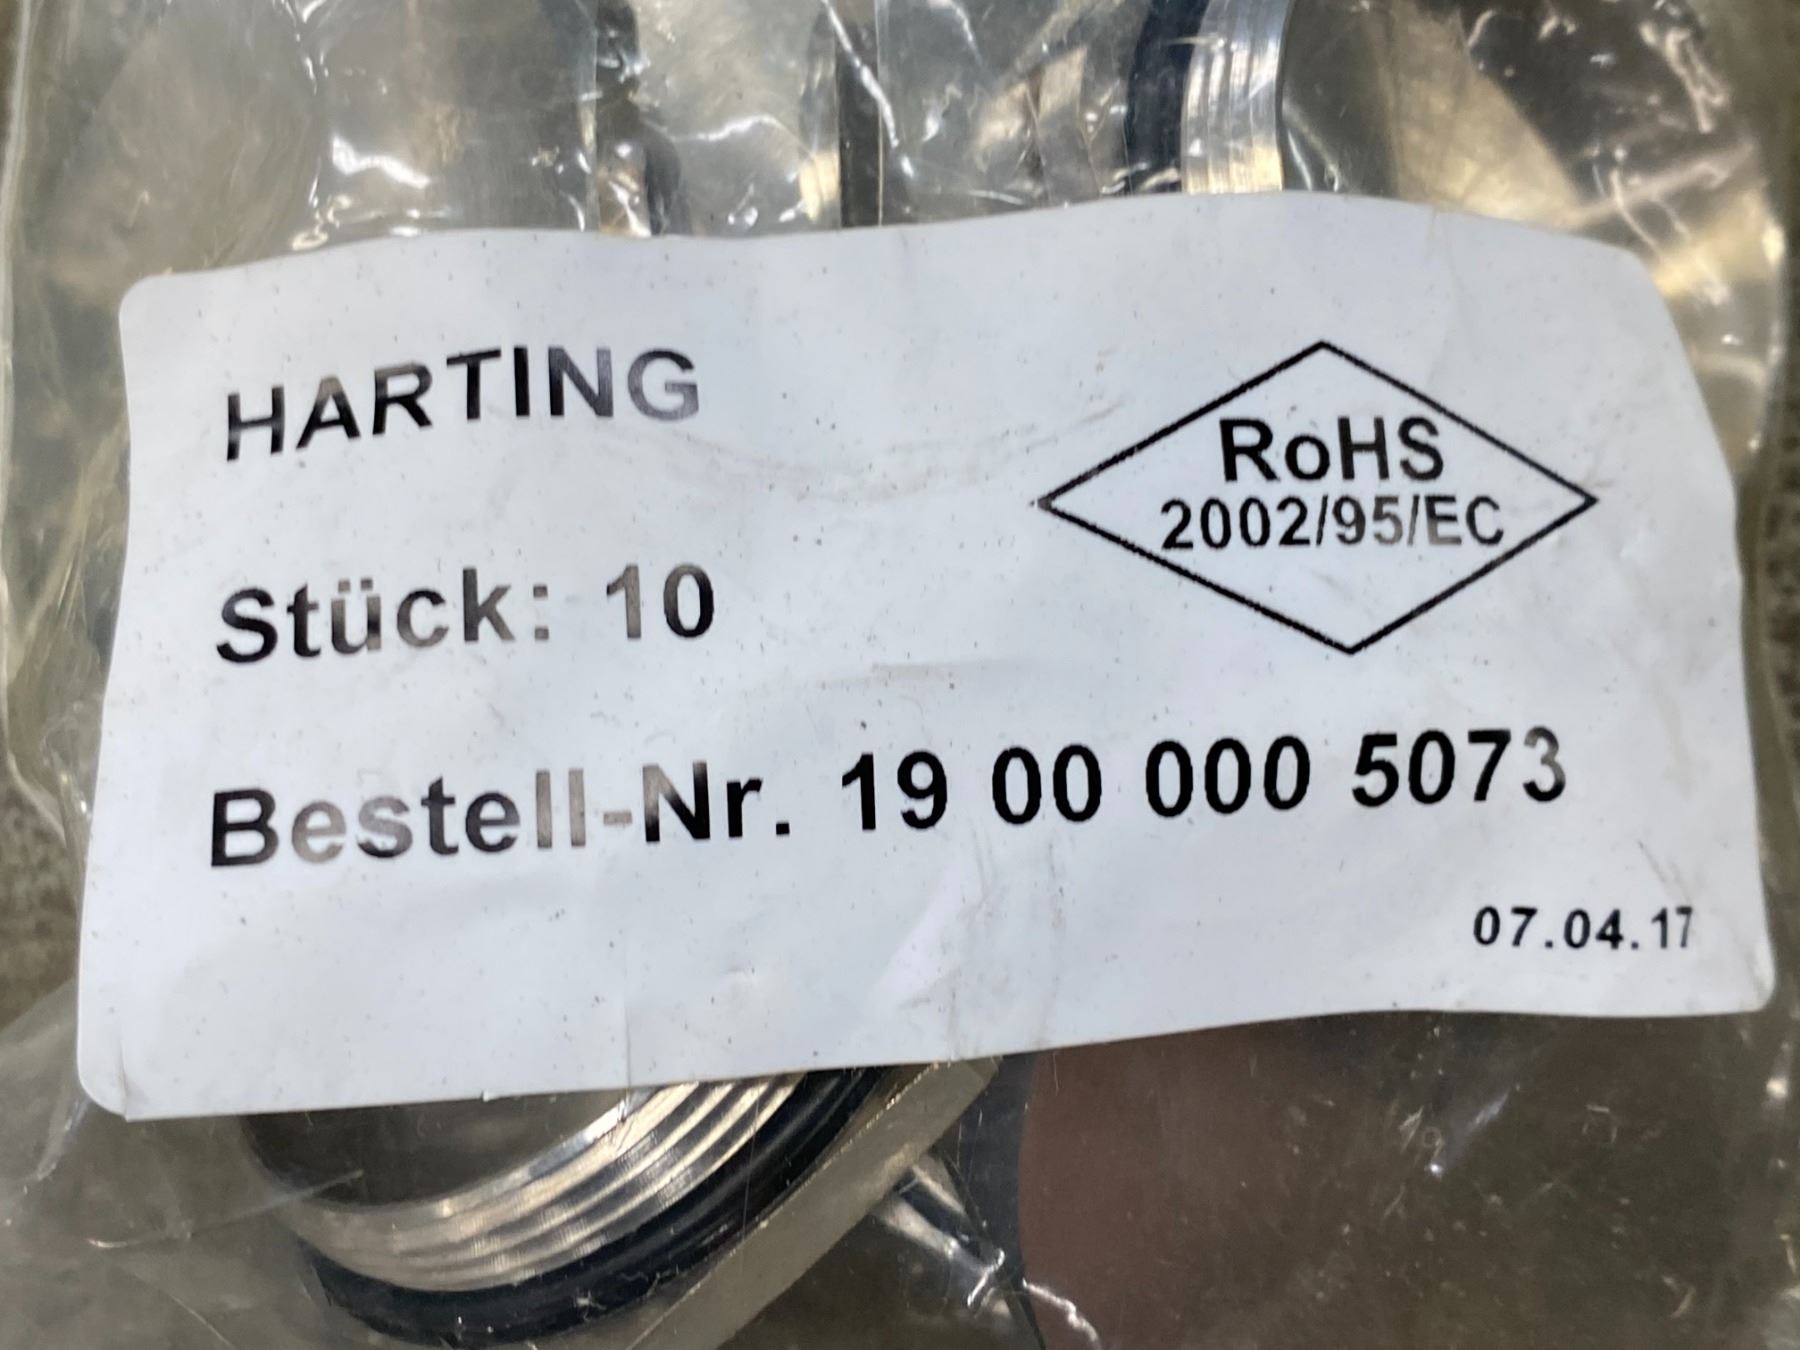 HARTING
RoHS
2002/95/EC
Stück: 10
Bestell-Nr. 19 00 000 5073
07.04.17